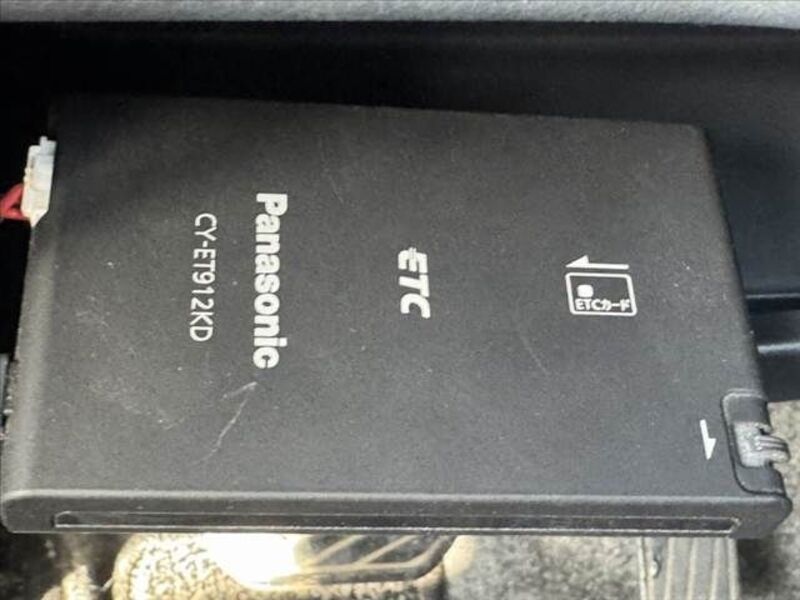 ETCカード
ETC
Panasonic
CY-ET912KD